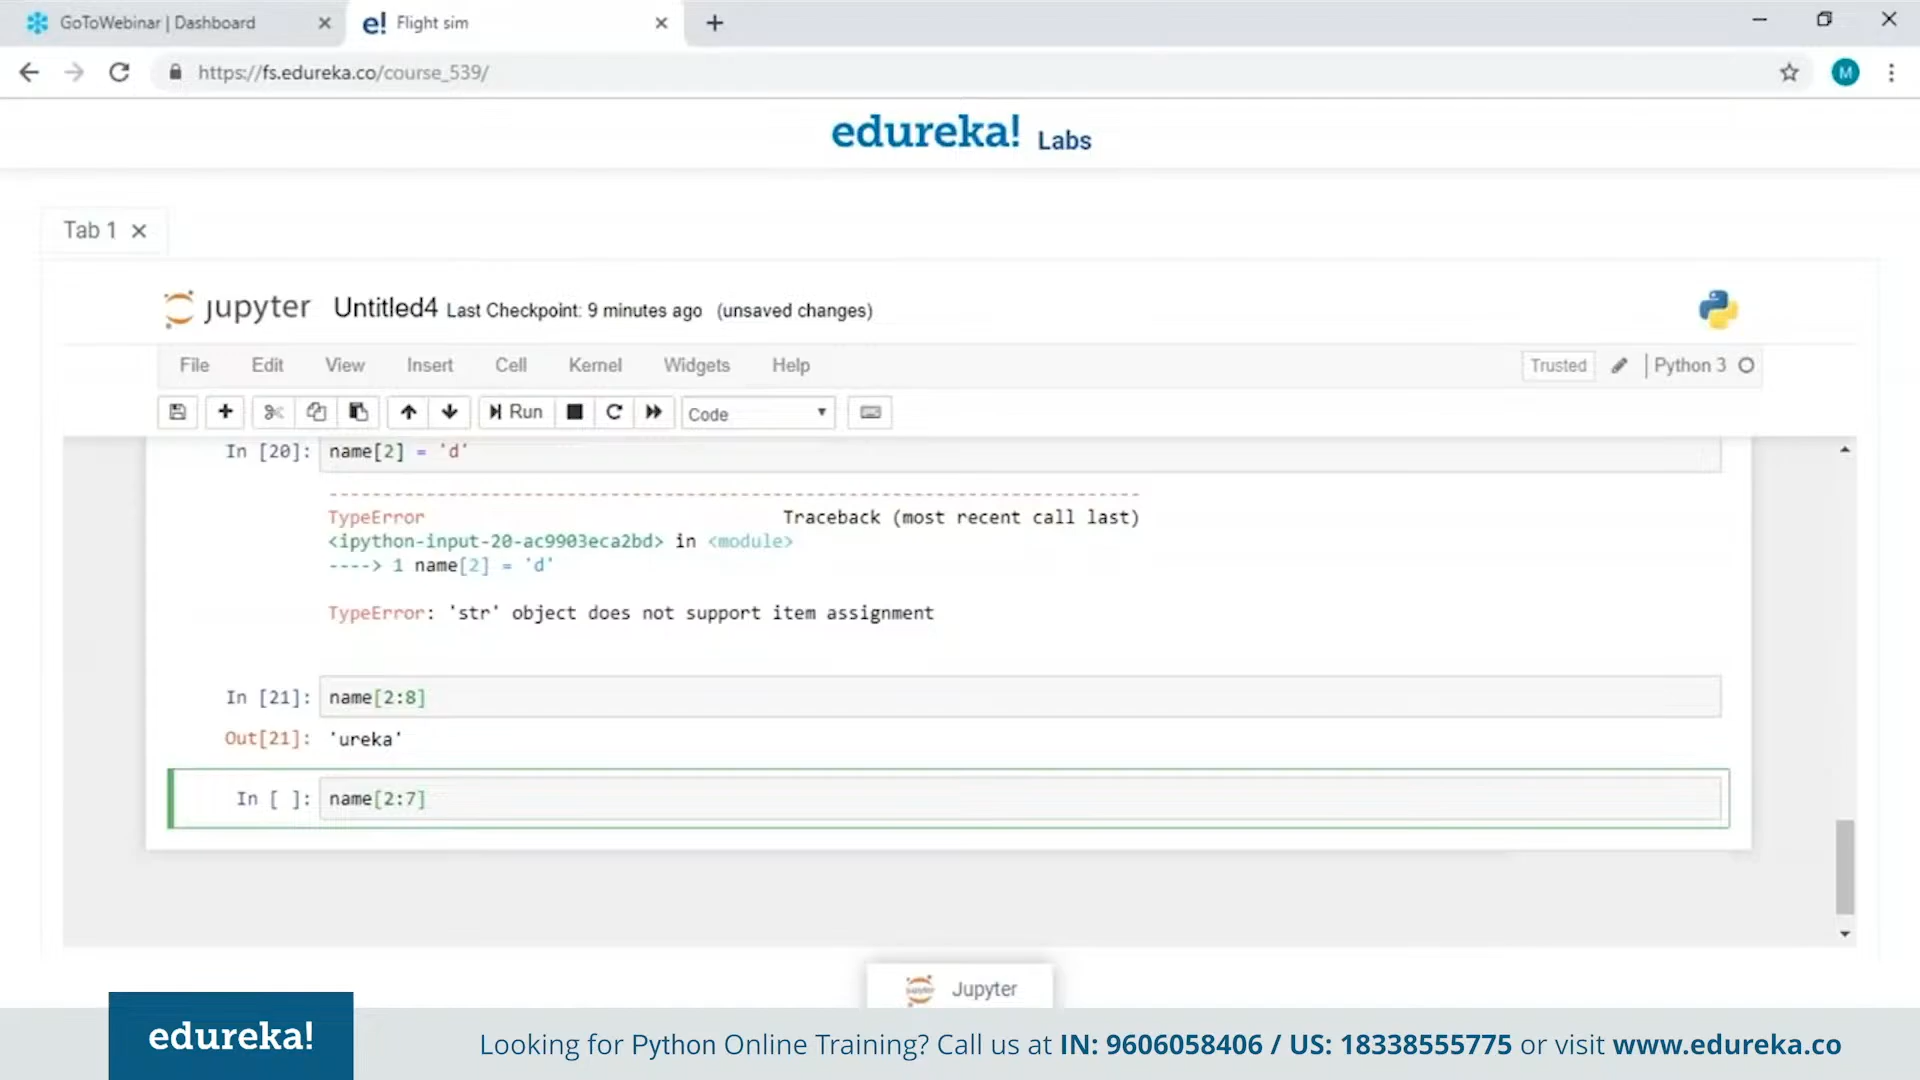 GoToWebinar | Dashboard
e! Flight sim
https://fs.edureka.co/course_539/
M
edureka! Labs
Tab 1
jupyter Untitled4 Last Checkpoint: 9 minutes ago (unsaved changes)
File Edit View Insert Cell Kernel Widgets Help Trusted Python 3
Run Code
In [20]: name[2] = 'd'
---------------------------------------------------------------------------
TypeError Traceback (most recent call last)
<ipython-input-20-ac9903eca2bd> in <module>
----> 1 name[2] = 'd'
TypeError: 'str' object does not support item assignment
In [21]: name[2:8]
Out[21]: 'ureka'
In [ ]: name[2:7]
Jupyter
edureka!
Looking for Python Online Training? Call us at IN: 9606058406 / US: 18338555775 or visit www.edureka.co